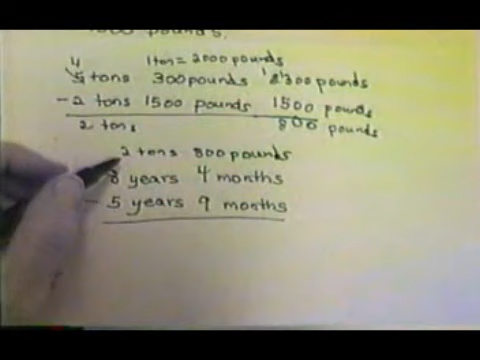 pounds.
4
1 ton = 2000 pounds
5 tons 300 pounds 2300 pounds
- 2 tons 1500 pounds 1500 pounds
2 tons 800 pounds
2 tons 800 pounds
8 years 4 months
- 5 years 9 months